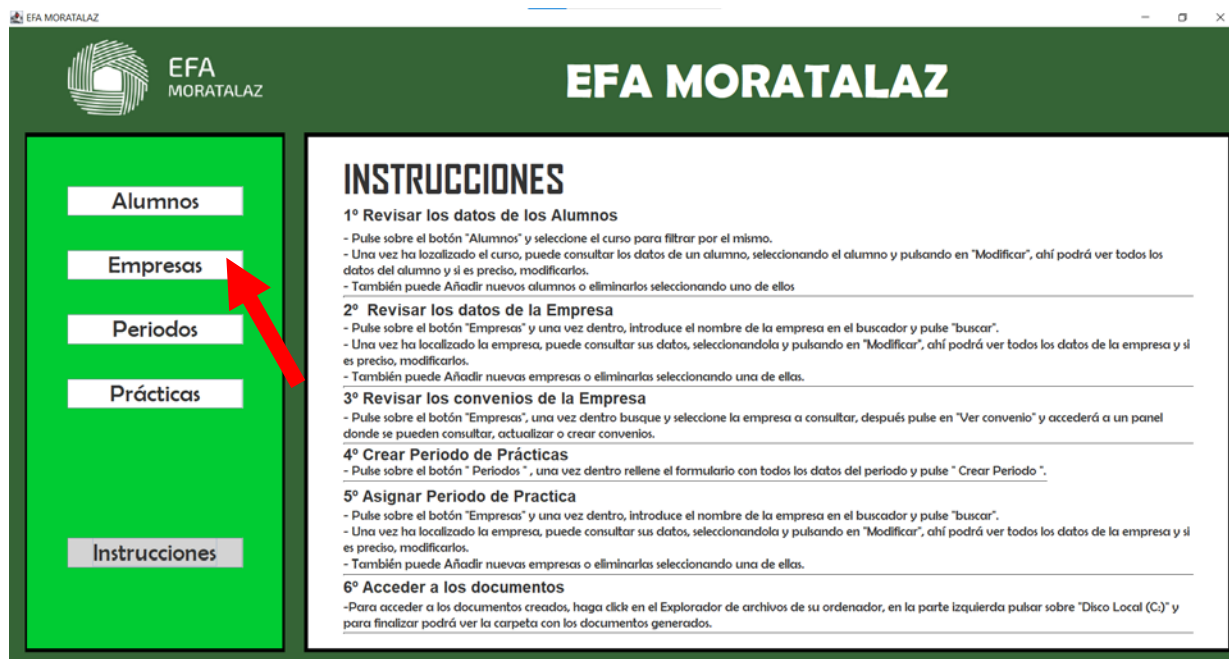 EFA MORATALAZ
EFA
MORATALAZ
EFA MORATALAZ
Alumnos
Empresas
Periodos
Prácticas
Instrucciones
INSTRUCCIONES
1º Revisar los datos de los Alumnos
- Pulse sobre el botón "Alumnos" y seleccione el curso para filtrar por el mismo.
- Una vez ha lozalizado el curso, puede consultar los datos de un alumno, seleccionando el alumno y pulsando en "Modificar", ahí podrá ver todos los
datos del alumno y si es preciso, modificarlos.
- También puede Añadir nuevos alumnos o eliminarlos seleccionando uno de ellos
2º Revisar los datos de la Empresa
- Pulse sobre el botón "Empresas" y una vez dentro, introduce el nombre de la empresa en el buscador y pulse "buscar".
- Una vez ha localizado la empresa, puede consultar sus datos, seleccionandola y pulsando en "Modificar", ahí podrá ver todos los datos de la empresa y si
es preciso, modificarlos.
- También puede Añadir nuevas empresas o eliminarlas seleccionando una de ellas.
3º Revisar los convenios de la Empresa
- Pulse sobre el botón "Empresas", una vez dentro busque y seleccione la empresa a consultar, después pulse en "Ver convenio" y accederá a un panel
donde se pueden consultar, actualizar o crear convenios.
4º Crear Periodo de Prácticas
- Pulse sobre el botón " Periodos " , una vez dentro rellene el formulario con todos los datos del periodo y pulse " Crear Periodo ".
5º Asignar Periodo de Practica
- Pulse sobre el botón "Empresas" y una vez dentro, introduce el nombre de la empresa en el buscador y pulse "buscar".
- Una vez ha localizado la empresa, puede consultar sus datos, seleccionandola y pulsando en "Modificar", ahí podrá ver todos los datos de la empresa y si
es preciso, modificarlos.
- También puede Añadir nuevas empresas o eliminarlas seleccionando una de ellas.
6º Acceder a los documentos
-Para acceder a los documentos creados, haga click en el Explorador de archivos de su ordenador, en la parte izquierda pulsar sobre "Disco Local (C:)" y
para finalizar podrá ver la carpeta con los documentos generados.